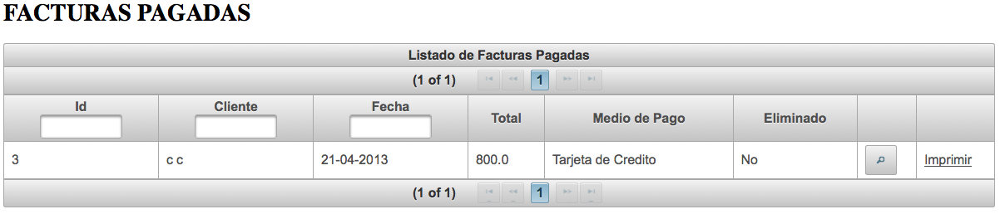 FACTURAS PAGADAS
Listado de Facturas Pagadas
(1 of 1) 1
Id Cliente Fecha Total Medio de Pago Eliminado
3 c c 21-04-2013 800.0 Tarjeta de Credito No Imprimir
(1 of 1) 1